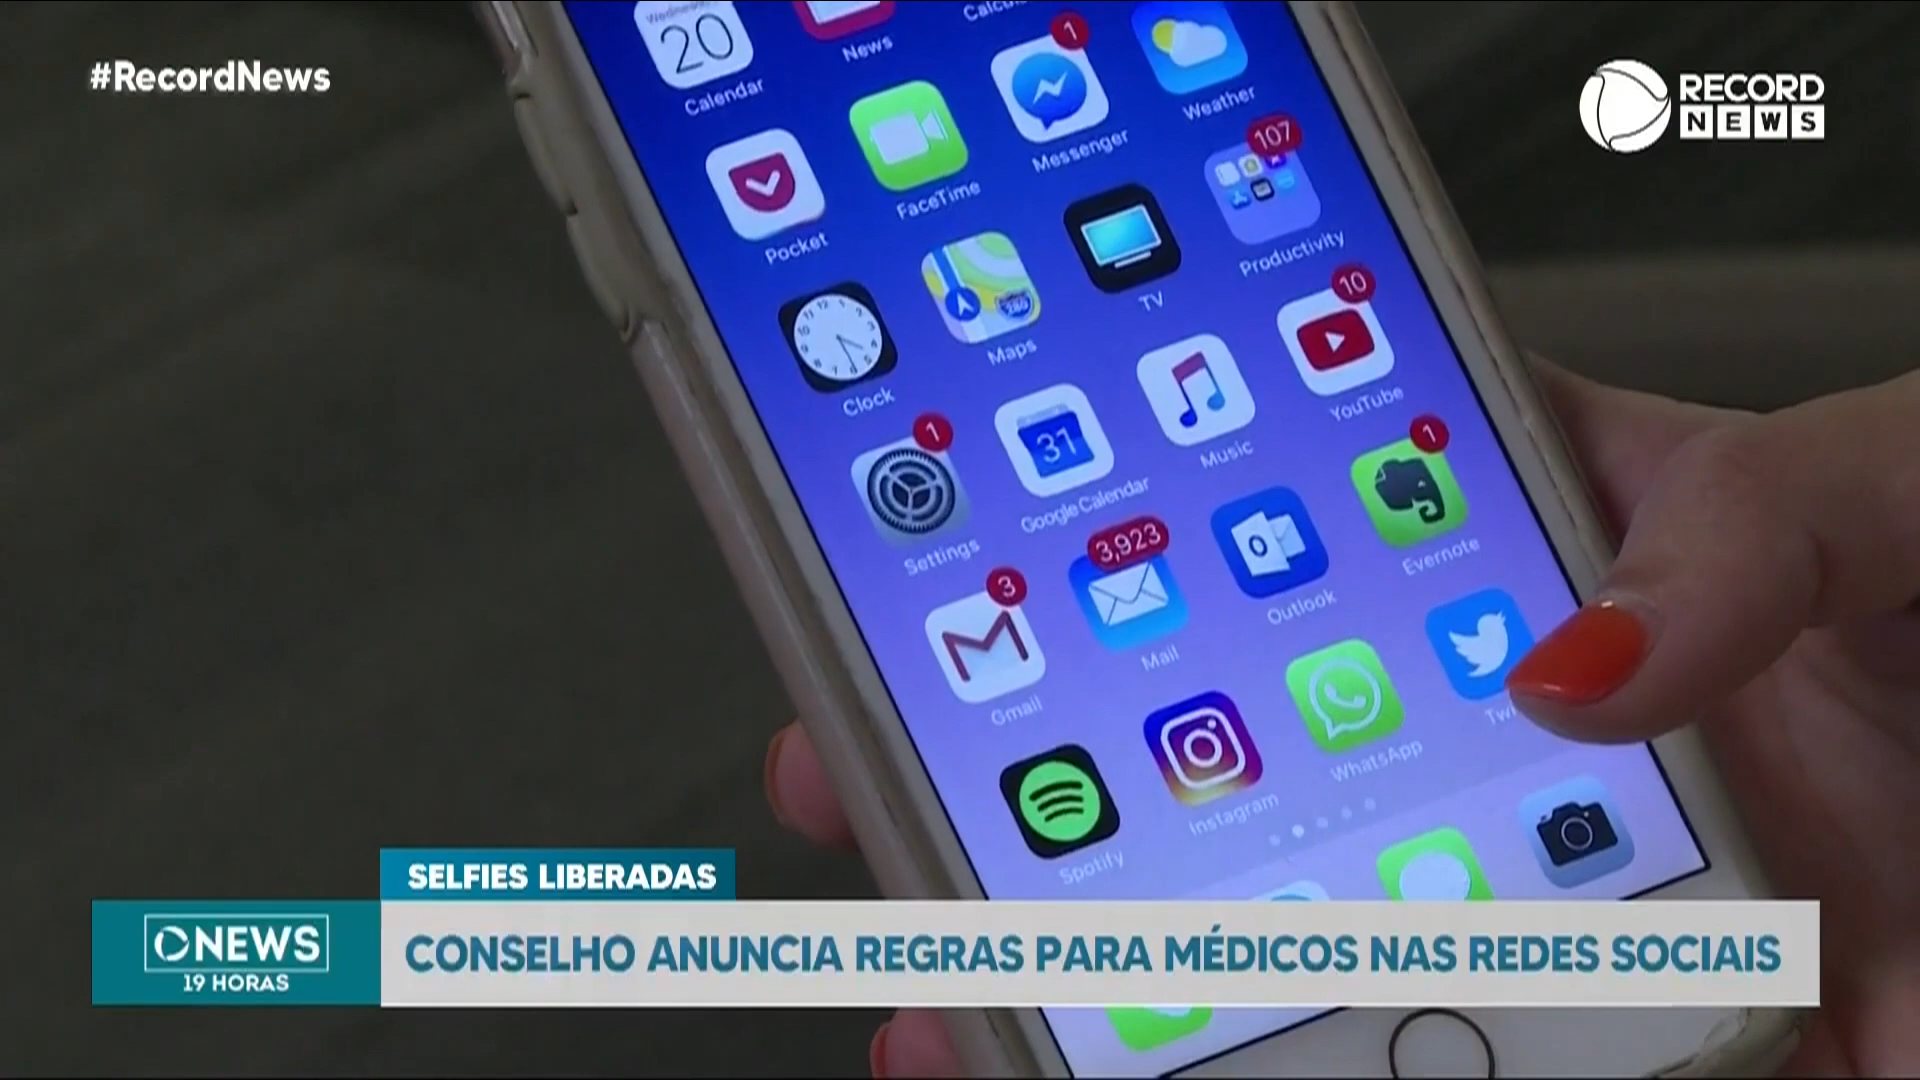 #RecordNews
RECORD
NEWS
Wednesday
20
Calendar
News
1
Messenger
Weather
Pocket
FaceTime
107
Productivity
TV
Clock
Maps
10
YouTube
1
Settings
31
Google Calendar
Music
1
Evernote
3
Gmail
3,923
Mail
Outlook
Spotify
Instagram
WhatsApp
SELFIES LIBERADAS
NEWS
19 HORAS
CONSELHO ANUNCIA REGRAS PARA MÉDICOS NAS REDES SOCIAIS